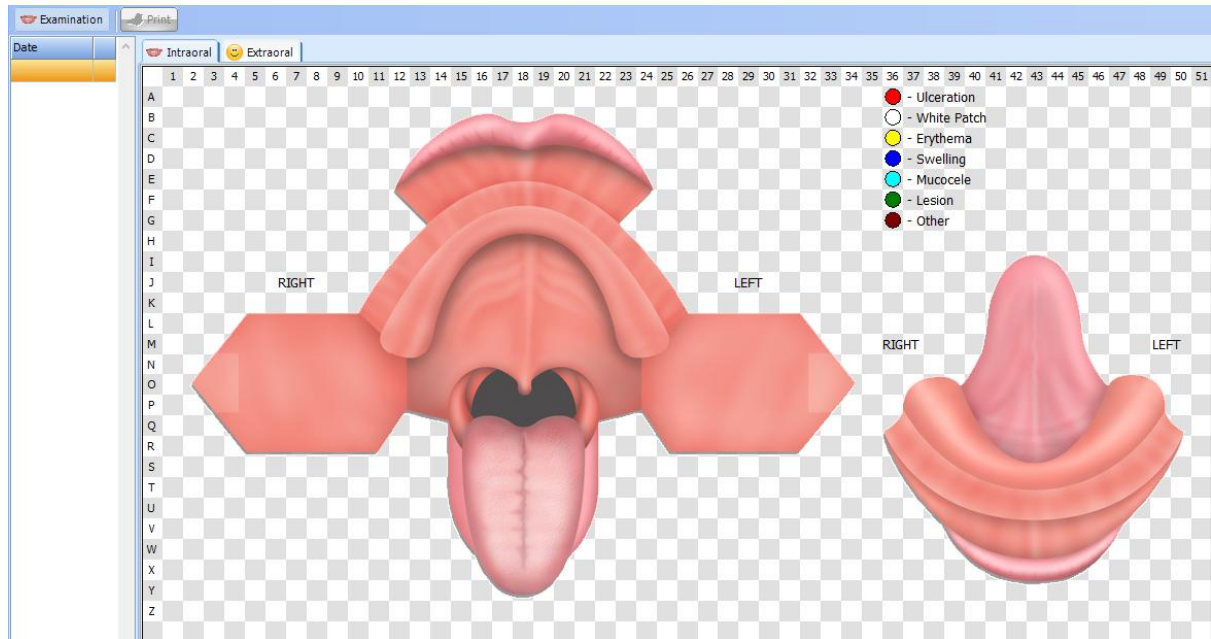 Examination Print
Date
Intraoral Extraoral
1 2 3 4 5 6 7 8 9 10 11 12 13 14 15 16 17 18 19 20 21 22 23 24 25 26 27 28 29 30 31 32 33 34 35 36 37 38 39 40 41 42 43 44 45 46 47 48 49 50 51
A
- Ulceration
B
- White Patch
C
- Erythema
D
- Swelling
E
- Mucocele
F
- Lesion
G
- Other
H
I
J
RIGHT LEFT
K
L
M
RIGHT LEFT
N
O
P
Q
R
S
T
U
V
W
X
Y
Z